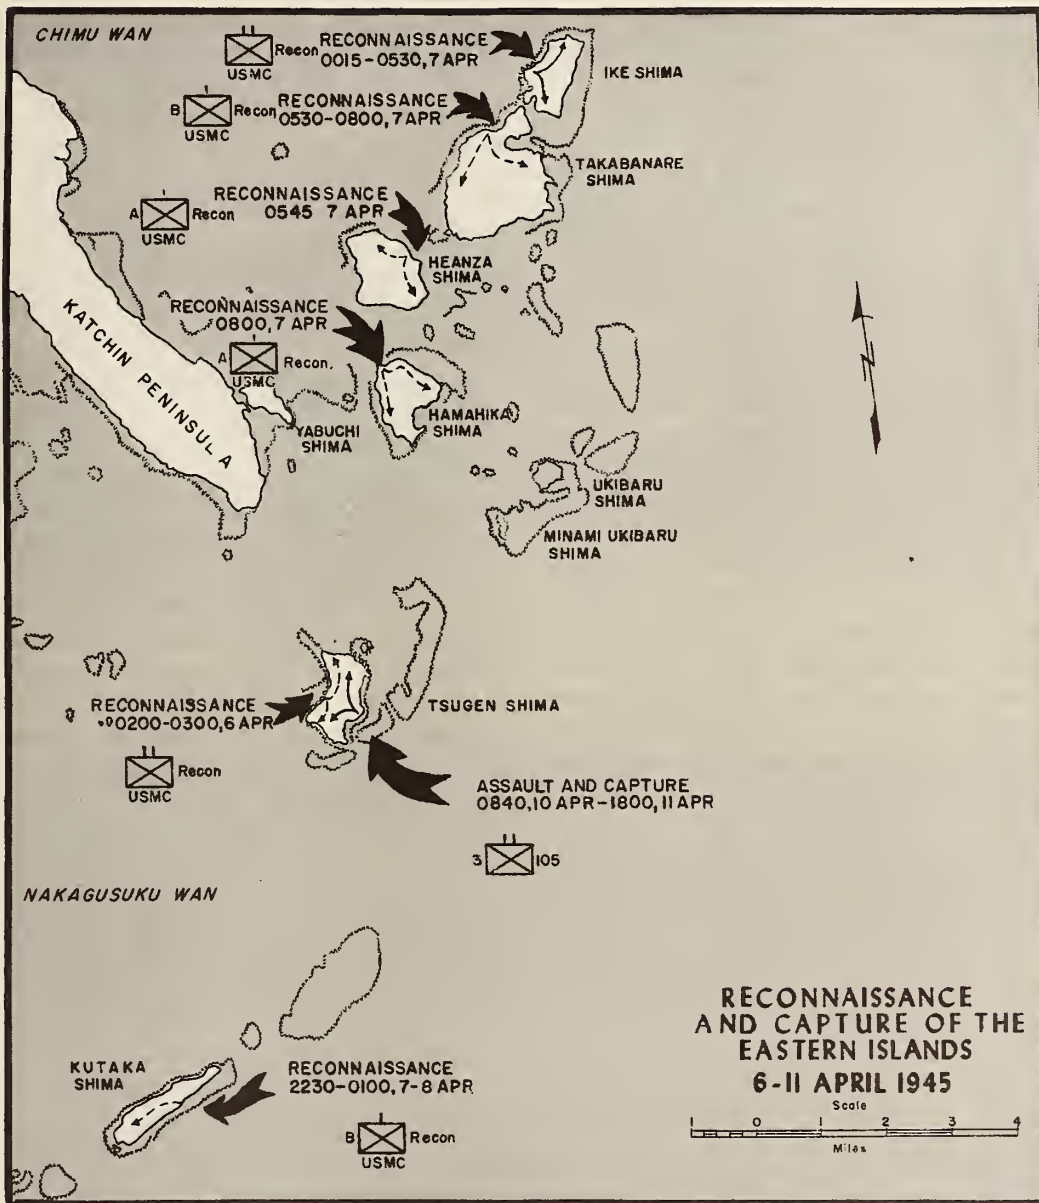 CHIMU WAN
Recon
USMC
RECONNAISSANCE
0015-0530, 7 APR
IKE SHIMA
B
Recon
USMC
RECONNAISSANCE
0530-0800, 7 APR
TAKABANARE
SHIMA
A
Recon
USMC
RECONNAISSANCE
0545 7 APR
HEANZA
SHIMA
RECONNAISSANCE
0800, 7 APR
A
Recon.
USMC
KATCHIN PENINSULA
YABUCHI
SHIMA
HAMAHIKA
SHIMA
UKIBARU
SHIMA
MINAMI UKIBARU
SHIMA
RECONNAISSANCE
0200-0300, 6 APR
Recon
USMC
TSUGEN SHIMA
ASSAULT AND CAPTURE
0840, 10 APR-1800, 11 APR
3
105
NAKAGUSUKU WAN
KUTAKA
SHIMA
RECONNAISSANCE
2230-0100, 7-8 APR
B
Recon
USMC
RECONNAISSANCE
AND CAPTURE OF THE
EASTERN ISLANDS
6-11 APRIL 1945
Scale
1 0 1 2 3 4
Miles